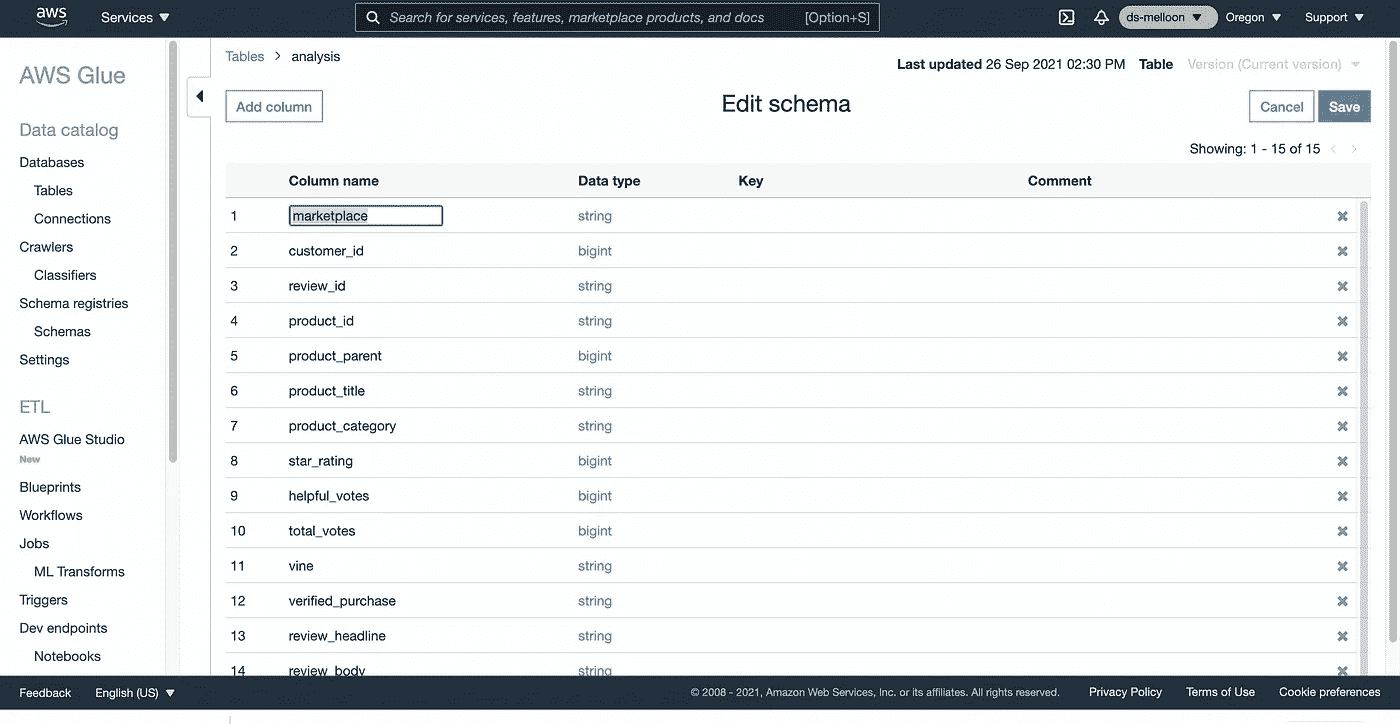 aws Services Search for services, features, marketplace products, and docs [Option+S] ds-melloon Oregon Support
AWS Glue
Data catalog
Databases
Tables
Connections
Crawlers
Classifiers
Schema registries
Schemas
Settings
ETL
AWS Glue Studio
New
Blueprints
Workflows
Jobs
ML Transforms
Triggers
Dev endpoints
Notebooks
Tables > analysis
Last updated 26 Sep 2021 02:30 PM Table Version (Current version)
Add column Edit schema Cancel Save
Showing: 1 - 15 of 15 < >
Column name Data type Key Comment
1 marketplace string
2 customer_id bigint
3 review_id string
4 product_id string
5 product_parent bigint
6 product_title string
7 product_category string
8 star_rating bigint
9 helpful_votes bigint
10 total_votes bigint
11 vine string
12 verified_purchase string
13 review_headline string
14 review_body string
Feedback English (US) © 2008 - 2021, Amazon Web Services, Inc. or its affiliates. All rights reserved. Privacy Policy Terms of Use Cookie preferences